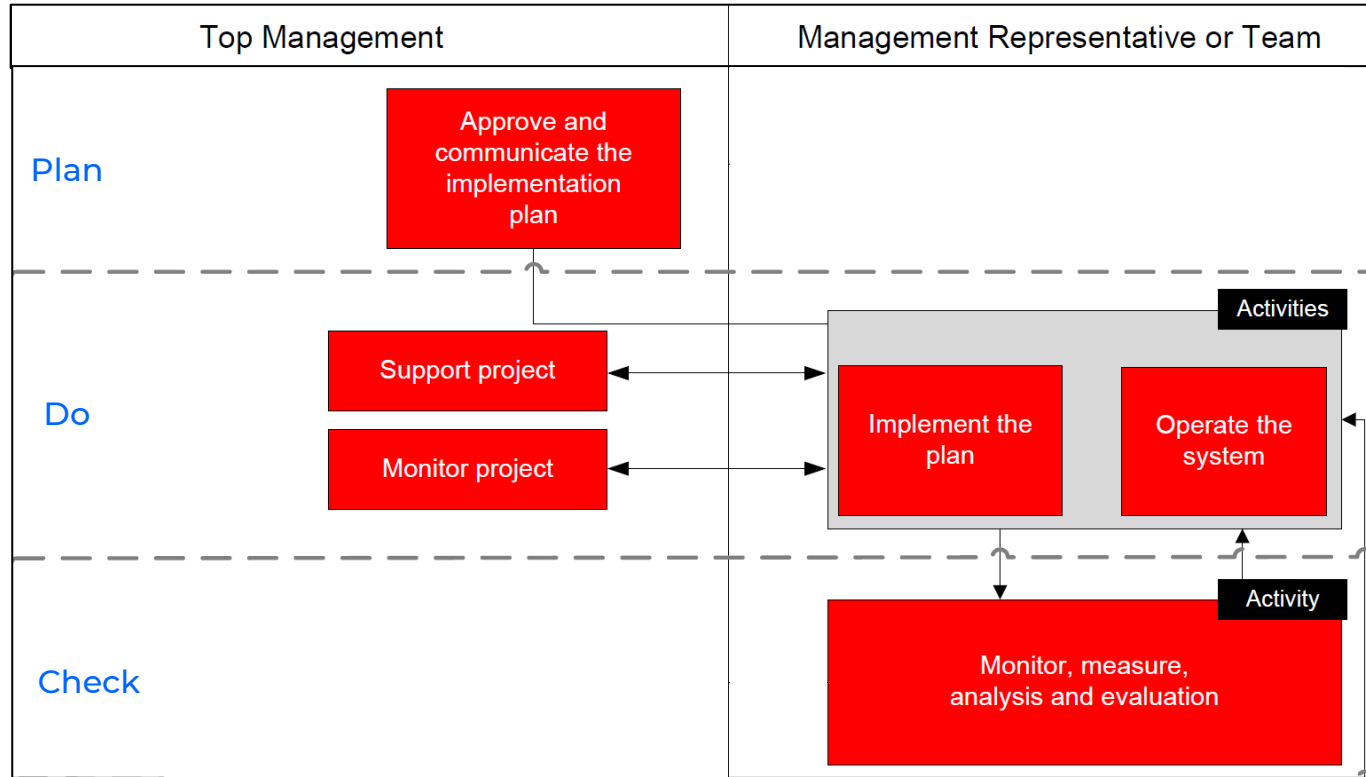 Top Management
Management Representative or Team
Plan
Approve and
communicate the
implementation
plan
Do
Activities
Support project
Monitor project
Implement the
plan
Operate the
system
Check
Activity
Monitor, measure,
analysis and evaluation